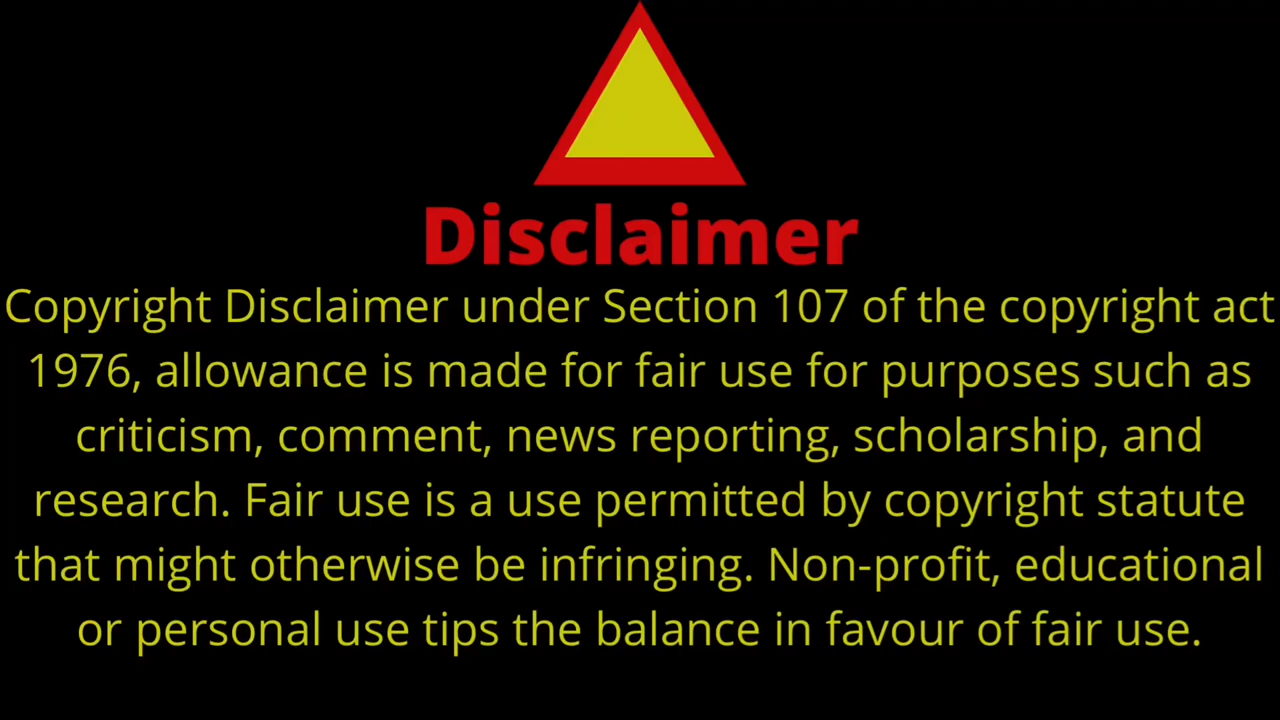 Disclaimer
Copyright Disclaimer under Section 107 of the copyright act
1976, allowance is made for fair use for purposes such as
criticism, comment, news reporting, scholarship, and
research. Fair use is a use permitted by copyright statute
that might otherwise be infringing. Non-profit, educational
or personal use tips the balance in favour of fair use.